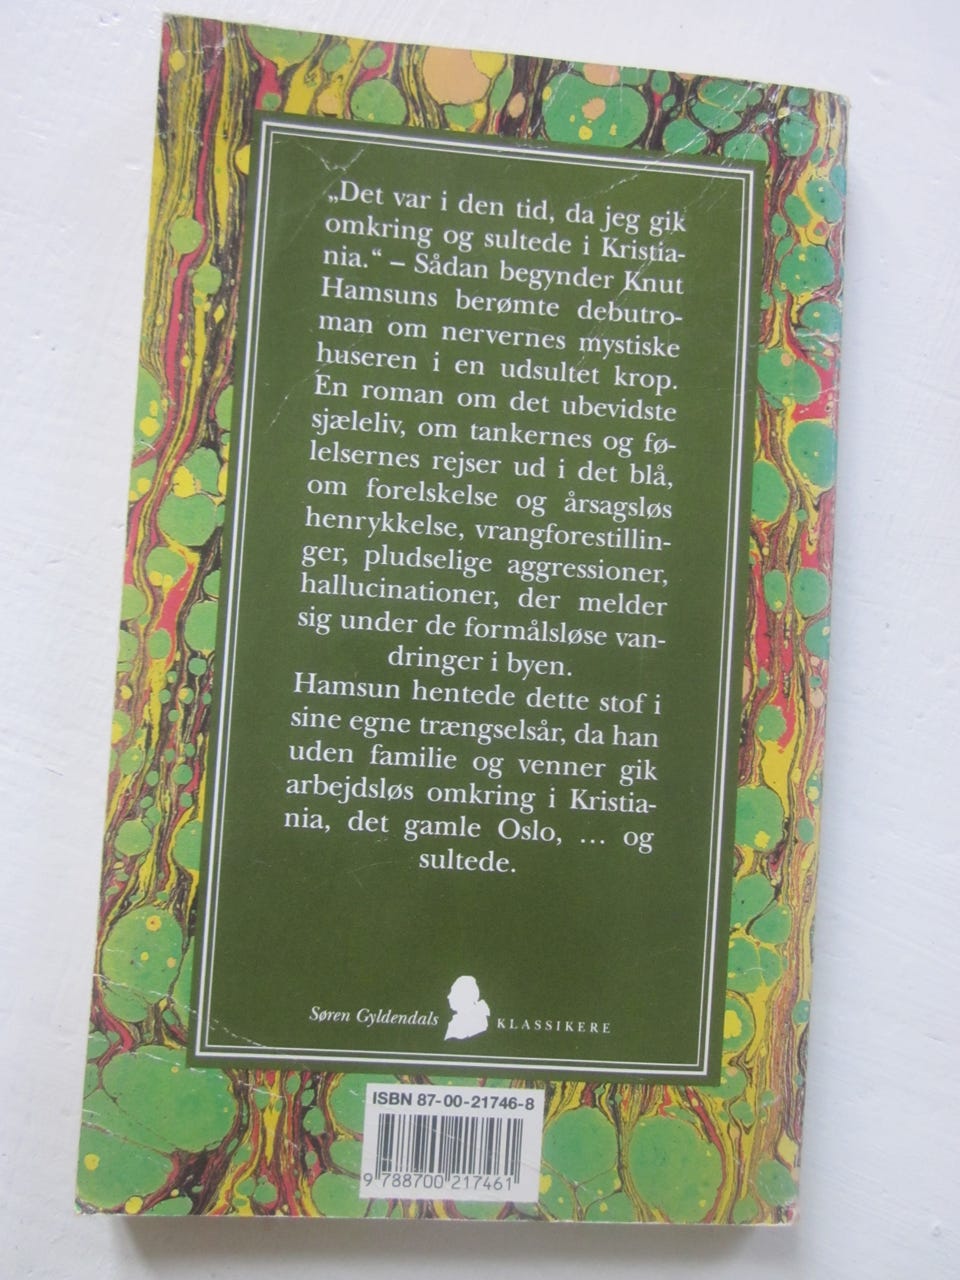 „Det var i den tid, da jeg gik
omkring og sultede i Kristia-
nia.“ – Sådan begynder Knut
Hamsuns berømte debutro-
man om nervernes mystiske
huseren i en udsultet krop.
En roman om det ubevidste
sjæleliv, om tankernes og fø-
lelsernes rejser ud i det blå,
om forelskelse og årsagsløs
henrykkelse, vrangforestillin-
ger, pludselige aggressioner,
hallucinationer, der melder
sig under de formålsløse van-
dringer i byen.
Hamsun hentede dette stof i
sine egne trængselsår, da han
uden familie og venner gik
arbejdsløs omkring i Kristia-
nia, det gamle Oslo, ... og
sultede.
Søren Gyldendals KLASSIKERE
ISBN 87-00-21746-8
9 788700 217461